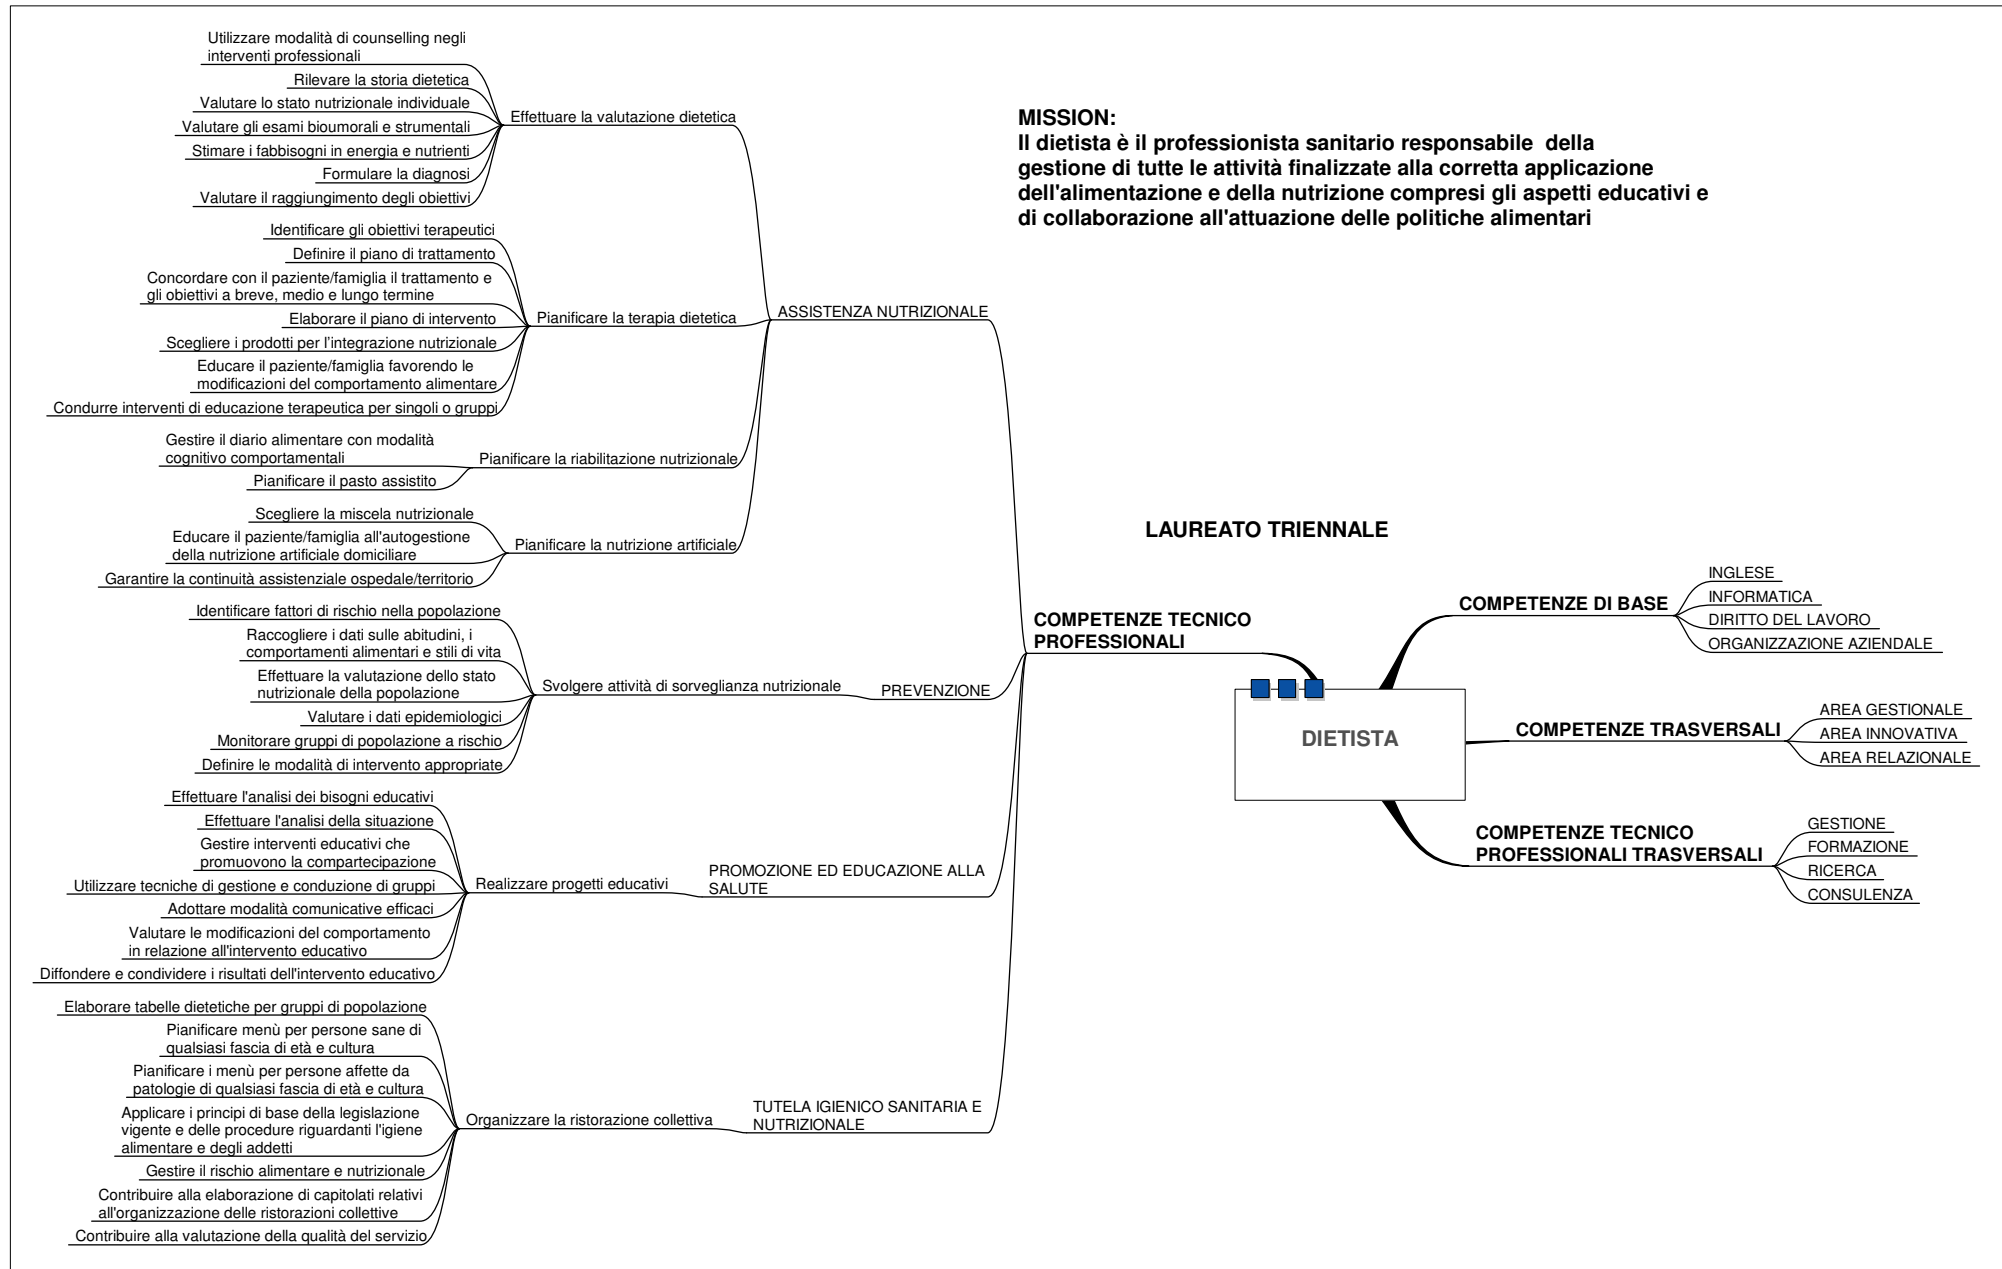 Utilizzare modalità di counselling negli
interventi professionali
Rilevare la storia dietetica
Valutare lo stato nutrizionale individuale
Valutare gli esami bioumorali e strumentali
Stimare i fabbisogni in energia e nutrienti
Formulare la diagnosi
Valutare il raggiungimento degli obiettivi
Effettuare la valutazione dietetica
Identificare gli obiettivi terapeutici
Definire il piano di trattamento
Concordare con il paziente/famiglia il trattamento e
gli obiettivi a breve, medio e lungo termine
Elaborare il piano di intervento
Scegliere i prodotti per l'integrazione nutrizionale
Educare il paziente/famiglia favorendo le
modificazioni del comportamento alimentare
Condurre interventi di educazione terapeutica per singoli o gruppi
Pianificare la terapia dietetica
Gestire il diario alimentare con modalità
cognitivo comportamentali
Pianificare il pasto assistito
Pianificare la riabilitazione nutrizionale
Scegliere la miscela nutrizionale
Educare il paziente/famiglia all'autogestione
della nutrizione artificiale domiciliare
Garantire la continuità assistenziale ospedale/territorio
Pianificare la nutrizione artificiale
ASSISTENZA NUTRIZIONALE
Identificare fattori di rischio nella popolazione
Raccogliere i dati sulle abitudini, i
comportamenti alimentari e stili di vita
Effettuare la valutazione dello stato
nutrizionale della popolazione
Valutare i dati epidemiologici
Monitorare gruppi di popolazione a rischio
Definire le modalità di intervento appropriate
Svolgere attività di sorveglianza nutrizionale
PREVENZIONE
Effettuare l'analisi dei bisogni educativi
Effettuare l'analisi della situazione
Gestire interventi educativi che
promuovono la compartecipazione
Utilizzare tecniche di gestione e conduzione di gruppi
Adottare modalità comunicative efficaci
Valutare le modificazioni del comportamento
in relazione all'intervento educativo
Diffondere e condividere i risultati dell'intervento educativo
Realizzare progetti educativi
PROMOZIONE ED EDUCAZIONE ALLA
SALUTE
Elaborare tabelle dietetiche per gruppi di popolazione
Pianificare menù per persone sane di
qualsiasi fascia di età e cultura
Pianificare i menù per persone affette da
patologie di qualsiasi fascia di età e cultura
Applicare i principi di base della legislazione
vigente e delle procedure riguardanti l'igiene
alimentare e degli addetti
Gestire il rischio alimentare e nutrizionale
Contribuire alla elaborazione di capitolati relativi
all'organizzazione delle ristorazioni collettive
Contribuire alla valutazione della qualità del servizio
Organizzare la ristorazione collettiva
TUTELA IGIENICO SANITARIA E
NUTRIZIONALE
COMPETENZE TECNICO
PROFESSIONALI
MISSION:
Il dietista è il professionista sanitario responsabile  della
gestione di tutte le attività finalizzate alla corretta applicazione
dell'alimentazione e della nutrizione compresi gli aspetti educativi e
di collaborazione all'attuazione delle politiche alimentari
LAUREATO TRIENNALE
DIETISTA
COMPETENZE DI BASE
INGLESE
INFORMATICA
DIRITTO DEL LAVORO
ORGANIZZAZIONE AZIENDALE
COMPETENZE TRASVERSALI
AREA GESTIONALE
AREA INNOVATIVA
AREA RELAZIONALE
COMPETENZE TECNICO
PROFESSIONALI TRASVERSALI
GESTIONE
FORMAZIONE
RICERCA
CONSULENZA